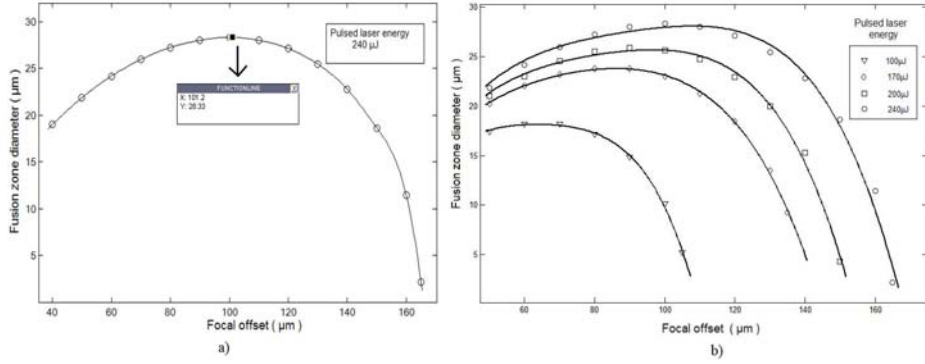 30
25
20
15
10
5
Fusion zone diameter ( µm )
Pulsed laser energy
240 µJ
FUNCTIONLINE
X: 101.2
Y: 28.33
40 60 80 100 120 140 160
Focal offset ( µm )
a)
30
25
20
15
10
5
Fusion zone diameter ( µm )
Pulsed laser
energy
100µJ
170µJ
200µJ
240µJ
60 80 100 120 140 160
Focal offset ( µm )
b)